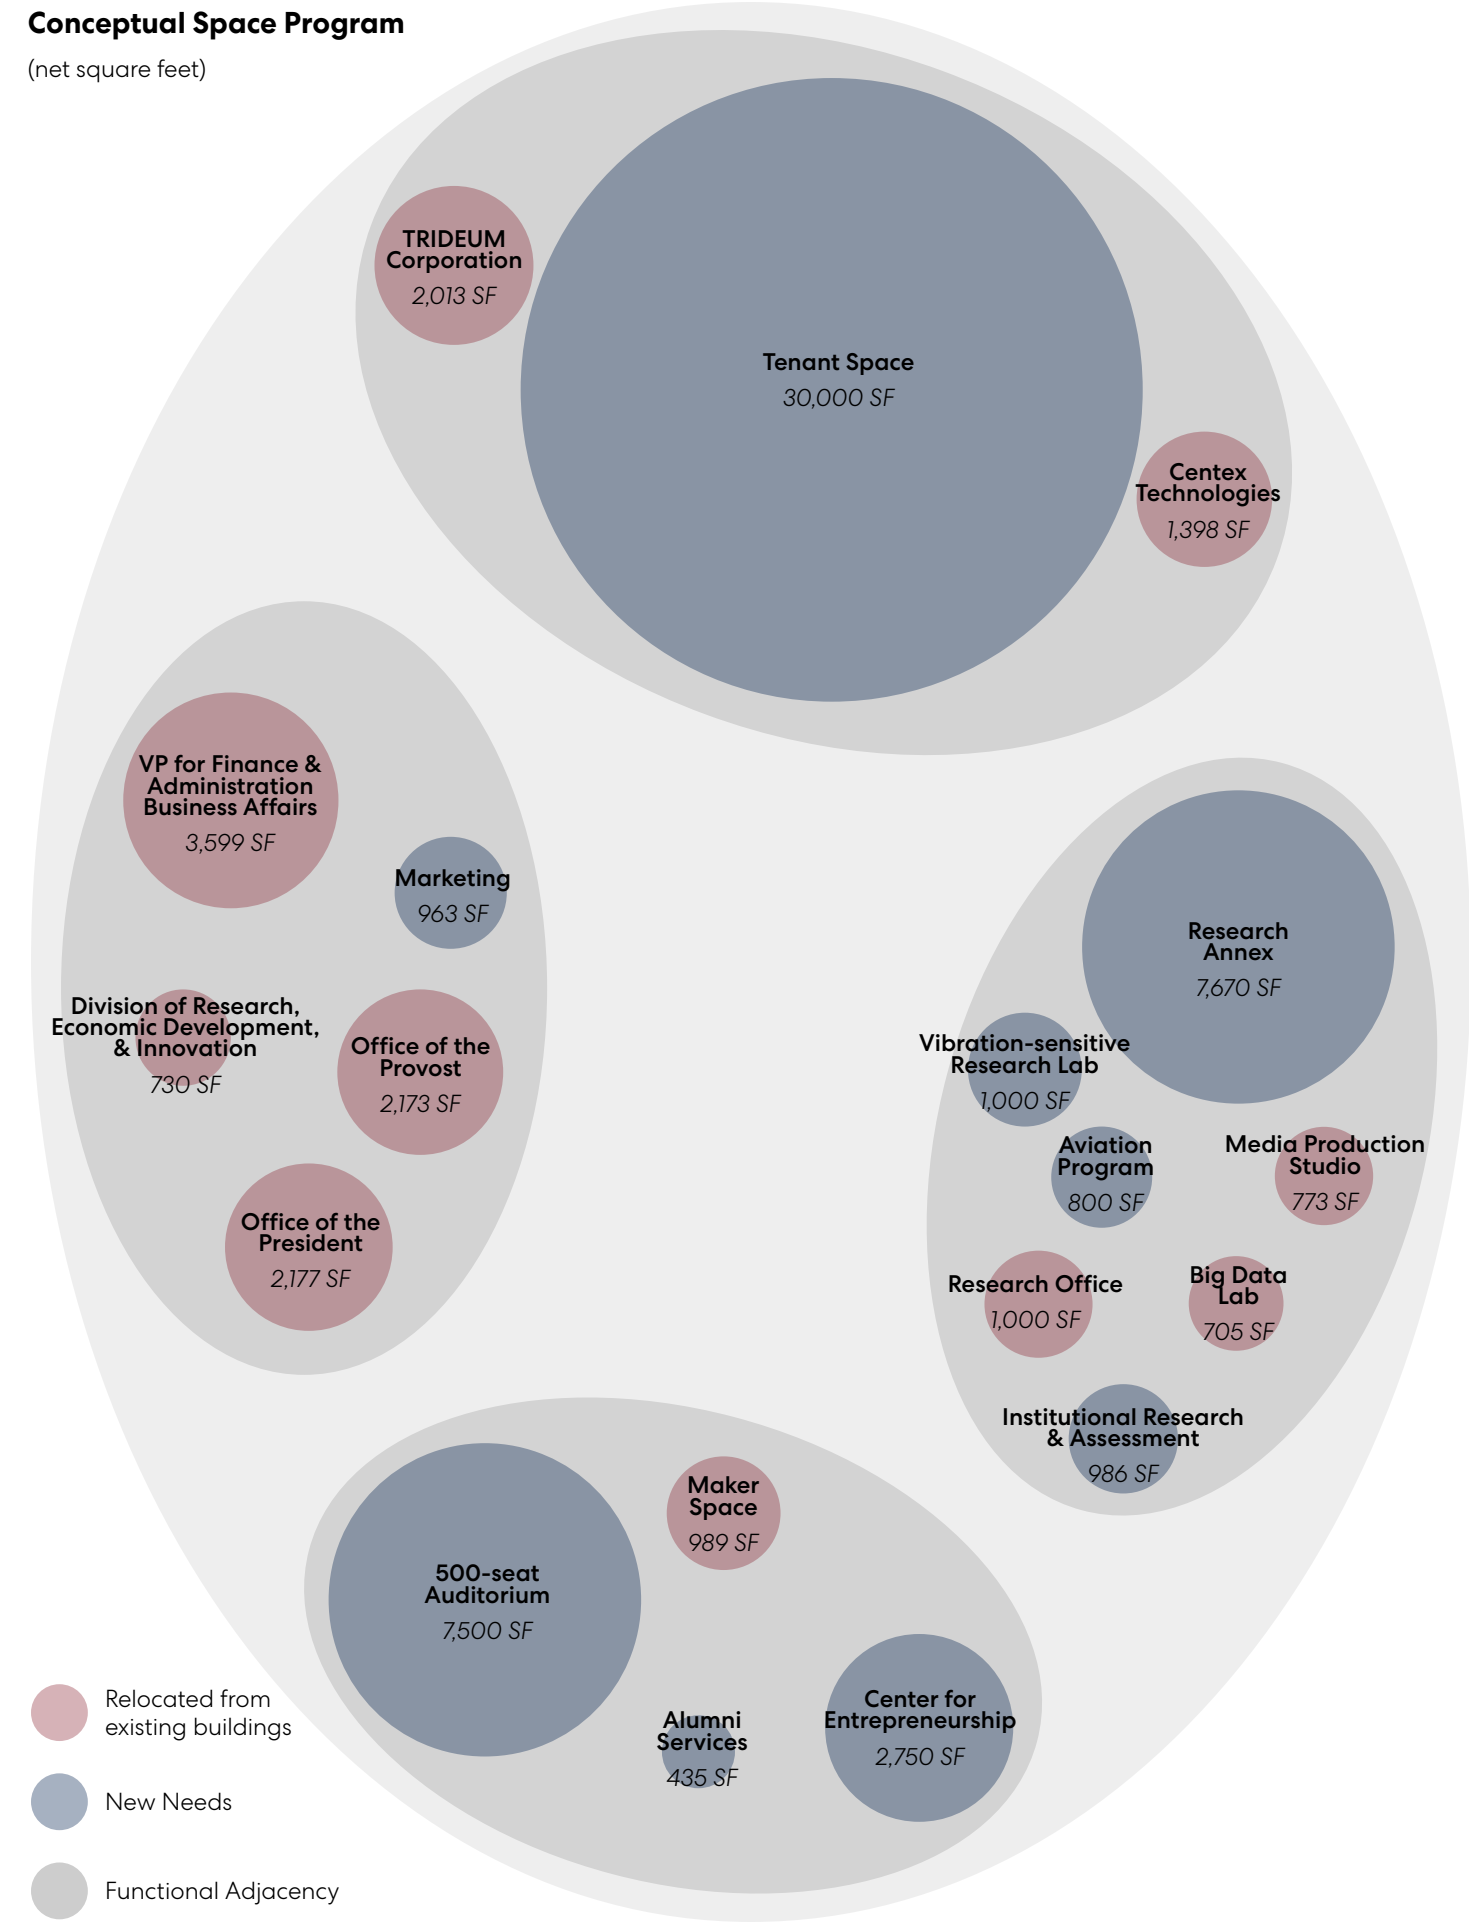 Conceptual Space Program
(net square feet)
TRIDEUM
Corporation
2,013 SF
Tenant Space
30,000 SF
Centex
Technologies
1,398 SF
VP for Finance &
Administration
Business Affairs
3,599 SF
Marketing
963 SF
Division of Research,
Economic Development,
& Innovation
730 SF
Office of the
Provost
2,173 SF
Office of the
President
2,177 SF
Research
Annex
7,670 SF
Vibration-sensitive
Research Lab
1,000 SF
Aviation
Program
800 SF
Media Production
Studio
773 SF
Research Office
1,000 SF
Big Data
Lab
705 SF
Institutional Research
& Assessment
986 SF
500-seat
Auditorium
7,500 SF
Maker
Space
989 SF
Alumni
Services
435 SF
Center for
Entrepreneurship
2,750 SF
Relocated from
existing buildings
New Needs
Functional Adjacency